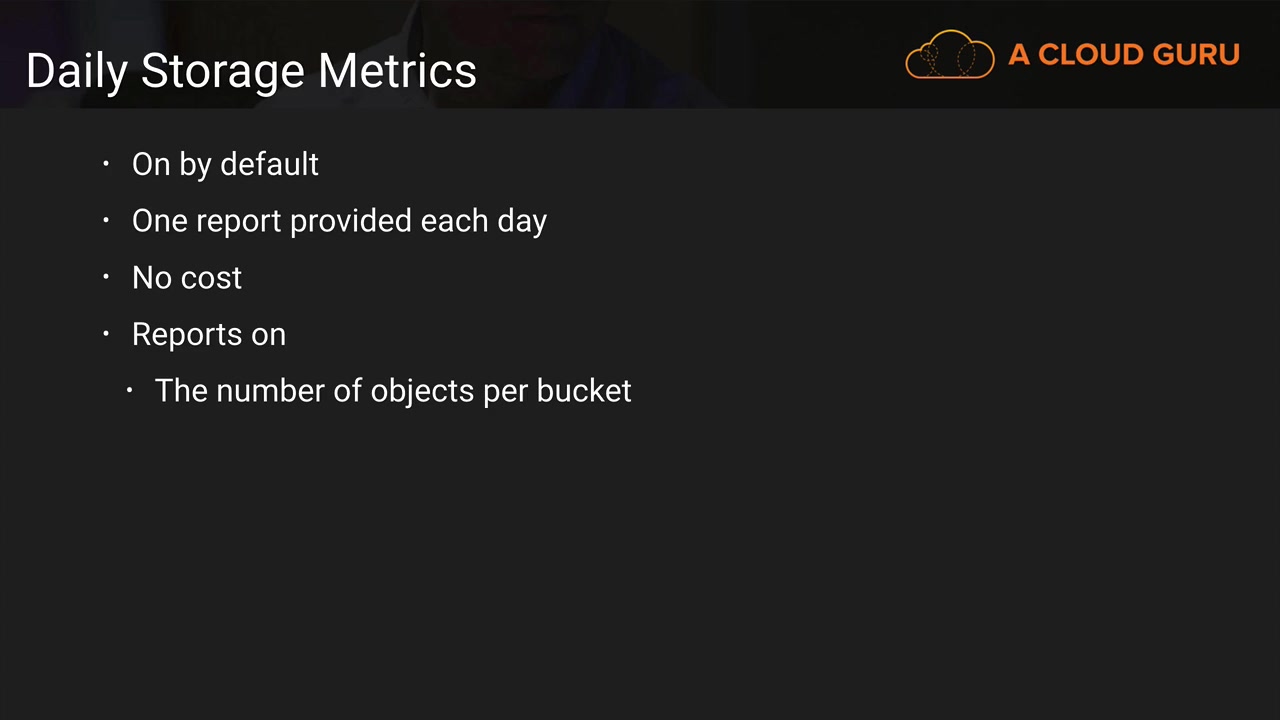 Daily Storage Metrics
A CLOUD GURU
· On by default
· One report provided each day
· No cost
· Reports on
· The number of objects per bucket